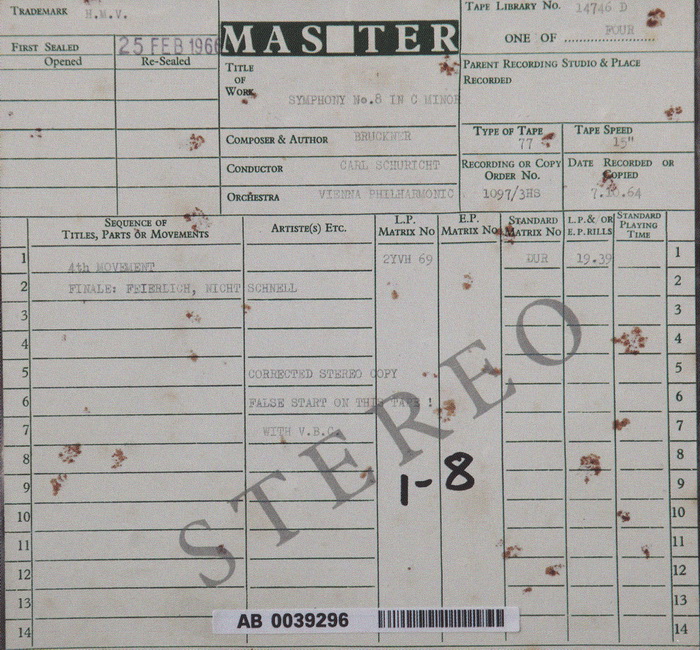 TRADEMARK H.M.V.
FIRST SEALED 25 FEB 1966
Opened Re-Sealed
MASTER
TITLE OF WORK SYMPHONY No.8 IN C MINOR
COMPOSER & AUTHOR BRUCKNER
CONDUCTOR CARL SCHURICHT
ORCHESTRA VIENNA PHILHARMONIC
TAPE LIBRARY NO. 14746 D
ONE OF FOUR
PARENT RECORDING STUDIO & PLACE RECORDED
TYPE OF TAPE 77
TAPE SPEED 15"
RECORDING OR COPY ORDER NO. 1097/3HS
DATE RECORDED OR COPIED
SEQUENCE OF TITLES, PARTS OR MOVEMENTS
ARTISTE(S) ETC.
L.P. MATRIX NO
E.P. MATRIX NO.
STANDARD MATRIX NO
L.P. & OR E.P. RILLS
STANDARD PLAYING TIME
1 4th MOVEMENT 2YVH 69 DUR 19.39 1
2 FINALE: FEIERLICH, NICHT SCHNELL 2
3 3
4 4
5 CORRECTED STEREO COPY 5
6 FALSE START ON THIS TAPE ! 6
7 WITH V.B.C. 7
8 8
9 9
10 10
11 11
12 12
13 13
14 14
STEREO
1-8
AB 0039296